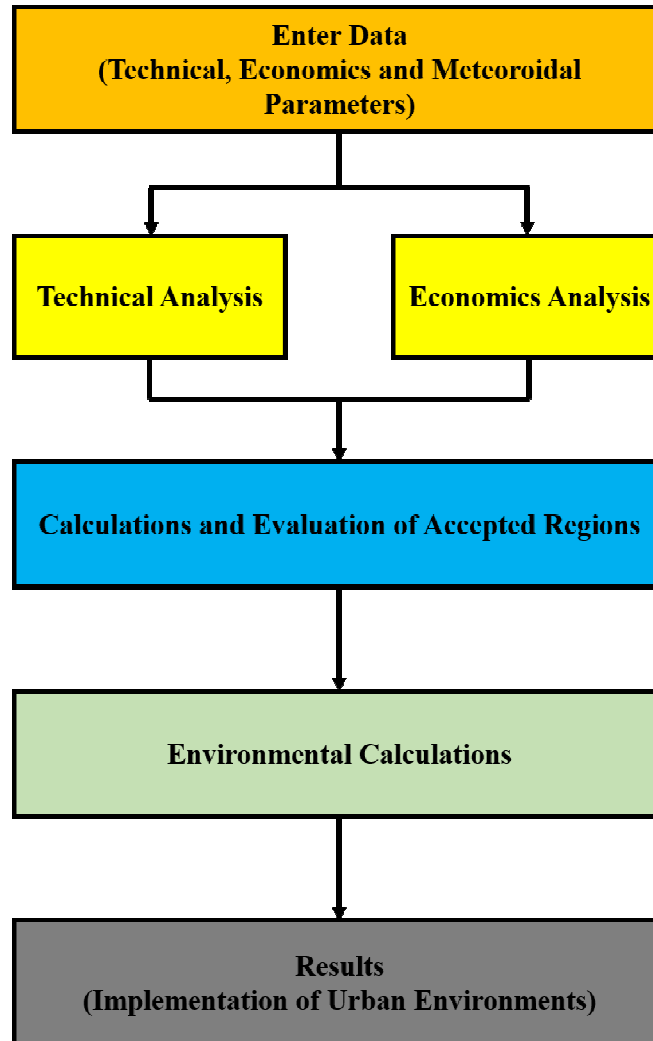 Enter Data
(Technical, Economics and Meteoroidal
Parameters)
Technical Analysis
Economics Analysis
Calculations and Evaluation of Accepted Regions
Environmental Calculations
Results
(Implementation of Urban Environments)